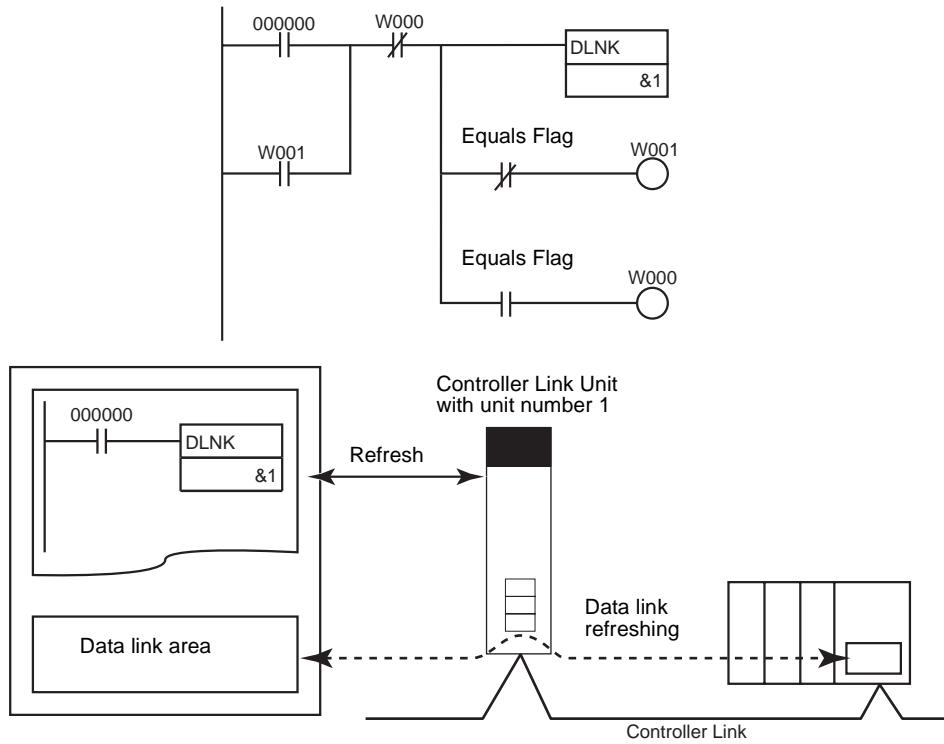 000000
W000
DLNK
&1
W001
Equals Flag
W001
Equals Flag
W000
Controller Link Unit
with unit number 1
000000
DLNK
&1
Refresh
Data link area
Data link
refreshing
Controller Link